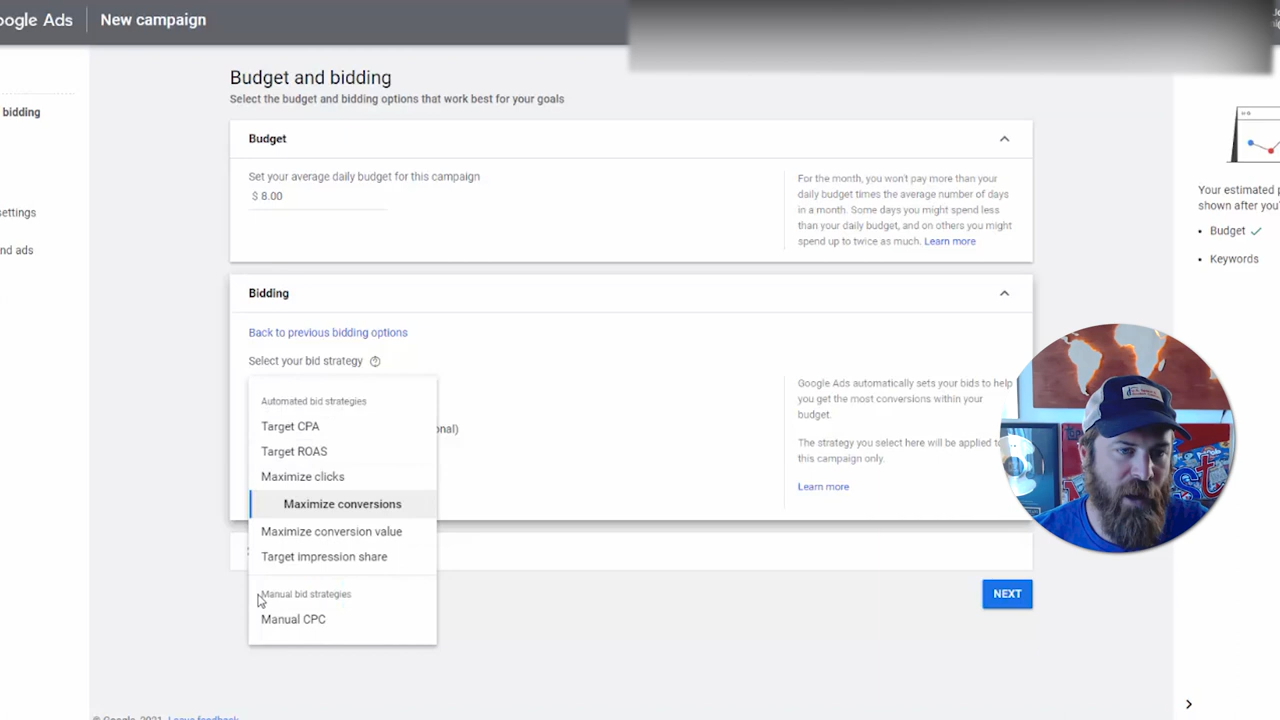 oogle Ads
New campaign
bidding
settings
nd ads
Budget and bidding
Select the budget and bidding options that work best for your goals
Budget
Set your average daily budget for this campaign
$ 8.00
For the month, you won't pay more than your
daily budget times the average number of days
in a month. Some days you might spend less
than your daily budget, and on others you might
spend up to twice as much. Learn more
Bidding
Back to previous bidding options
Select your bid strategy
Automated bid strategies
Target CPA
Target ROAS
Maximize clicks
Maximize conversions
Maximize conversion value
Target impression share
Manual bid strategies
Manual CPC
onal)
Google Ads automatically sets your bids to help
you get the most conversions within your
budget.
The strategy you select here will be applied to
this campaign only.
Learn more
NEXT
Your estimated p
shown after you'
• Budget
• Keywords
© Google, 2021. Leave feedback